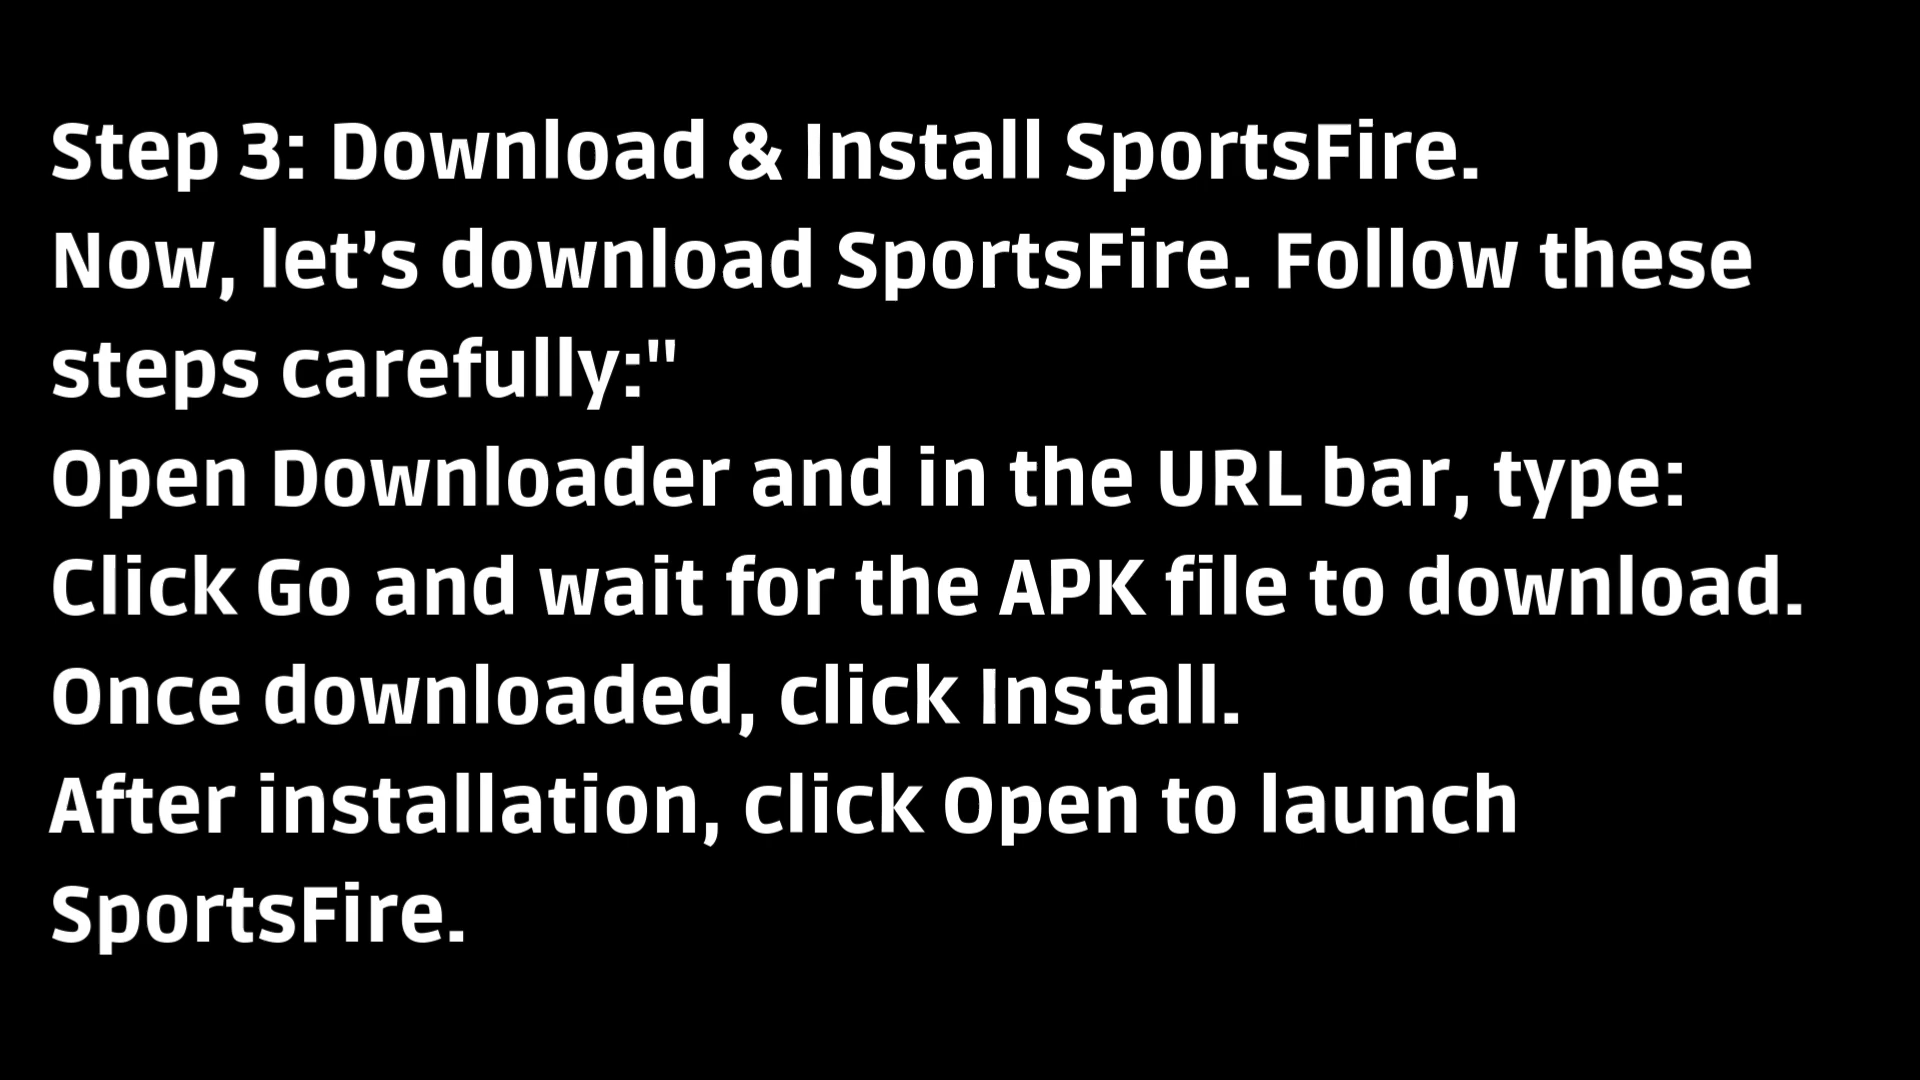 Step 3: Download & Install SportsFire.
Now, let’s download SportsFire. Follow these
steps carefully:"
Open Downloader and in the URL bar, type:
Click Go and wait for the APK file to download.
Once downloaded, click Install.
After installation, click Open to launch
SportsFire.